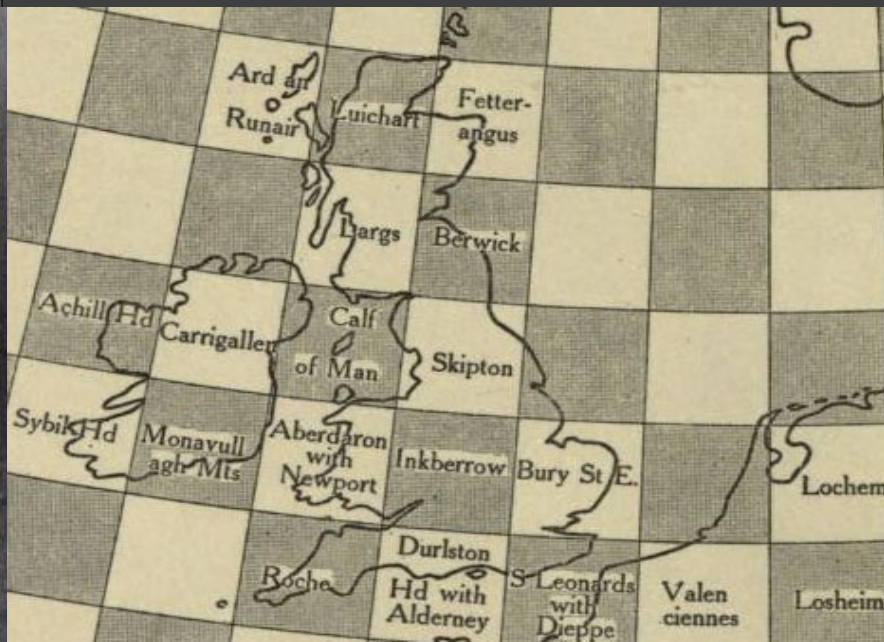 Ard an
Runair
Luichart
Fetter-
angus
Largs
Berwick
Achill Hd
Carrigallen
Calf
of Man
Skipton
Sybil Hd
Monavull
agh Mts
Aberdaron
with
Newport
Inkberrow
Bury St E.
Lochem
Roche
Durlston
Hd with
Alderney
S Leonards
with
Dieppe
Valen
ciennes
Losheim